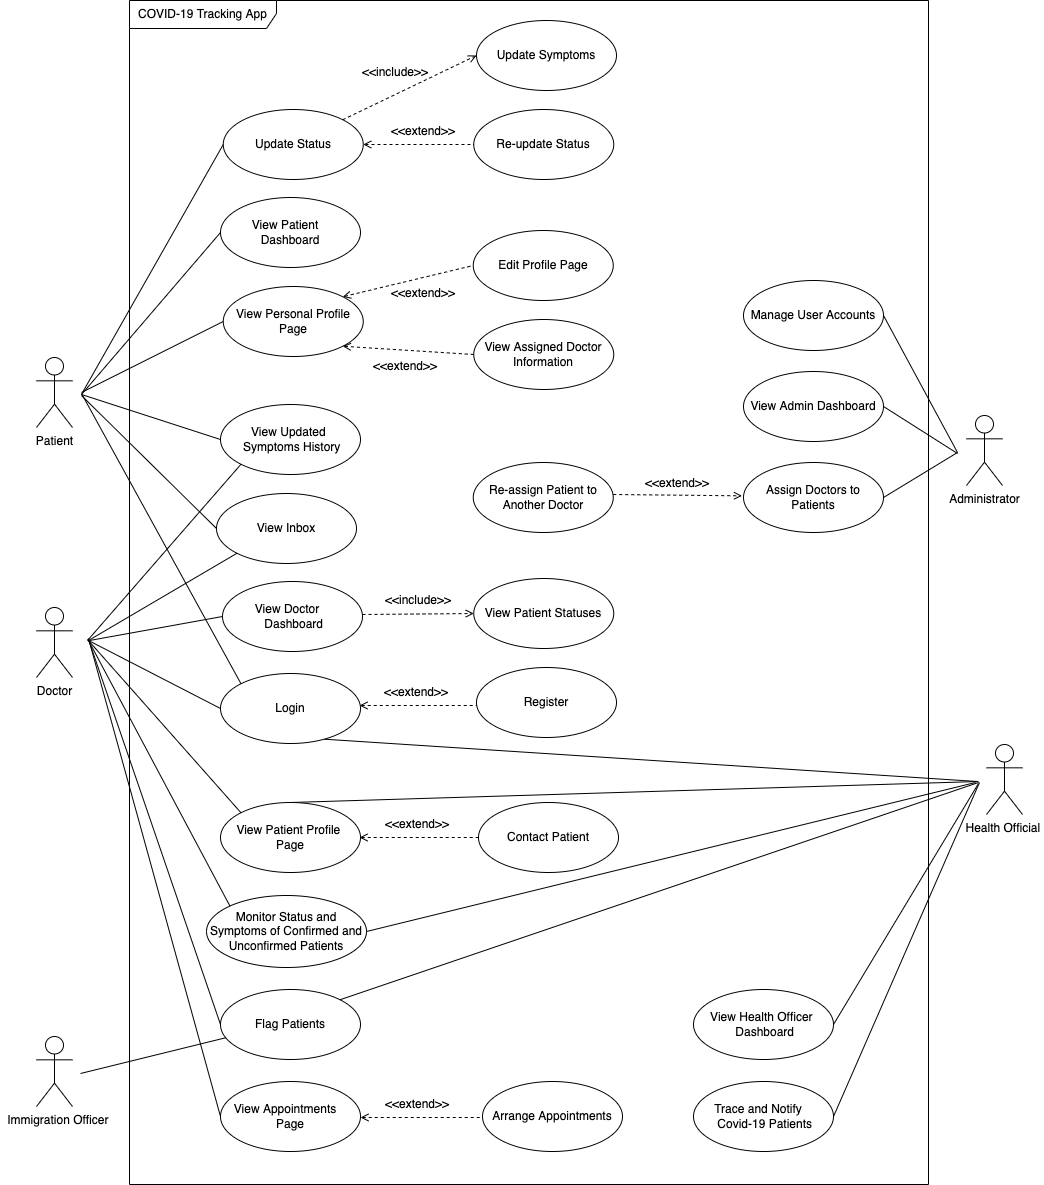 COVID-19 Tracking App
Update Symptoms
<<include>>
<<extend>>
Update Status
Re-update Status
View Patient
Dashboard
Edit Profile Page
<<extend>>
View Personal Profile
Page
Manage User Accounts
View Assigned Doctor
Information
<<extend>>
Patient
View Admin Dashboard
View Updated
Symptoms History
<<extend>>
Re-assign Patient to
Another Doctor
Assign Doctors to
Patients
Administrator
View Inbox
<<include>>
View Doctor
Dashboard
View Patient Statuses
Doctor
<<extend>>
Login
Register
<<extend>>
View Patient Profile
Page
Contact Patient
Health Official
Monitor Status and
Symptoms of Confirmed and
Unconfirmed Patients
Flag Patients
View Health Officer
Dashboard
Immigration Officer
<<extend>>
View Appointments
Page
Arrange Appointments
Trace and Notify
Covid-19 Patients